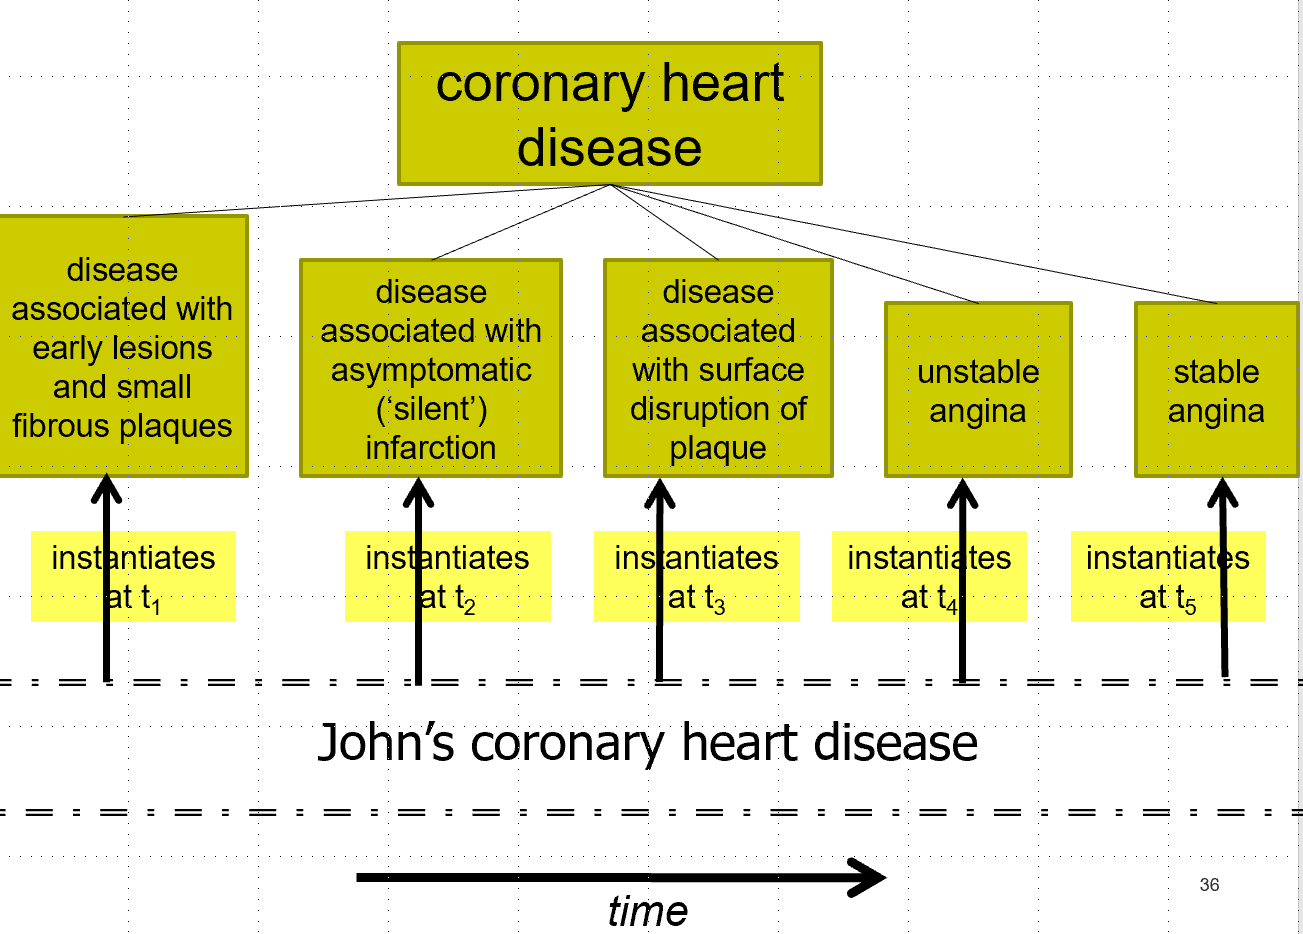 coronary heart
disease
disease
associated with
early lesions
and small
fibrous plaques
disease
associated with
asymptomatic
(‘silent’)
infarction
disease
associated
with surface
disruption of
plaque
unstable
angina
stable
angina
instantiates
at t1
instantiates
at t2
instantiates
at t3
instantiates
at t4
instantiates
at t5
John’s coronary heart disease
time
36